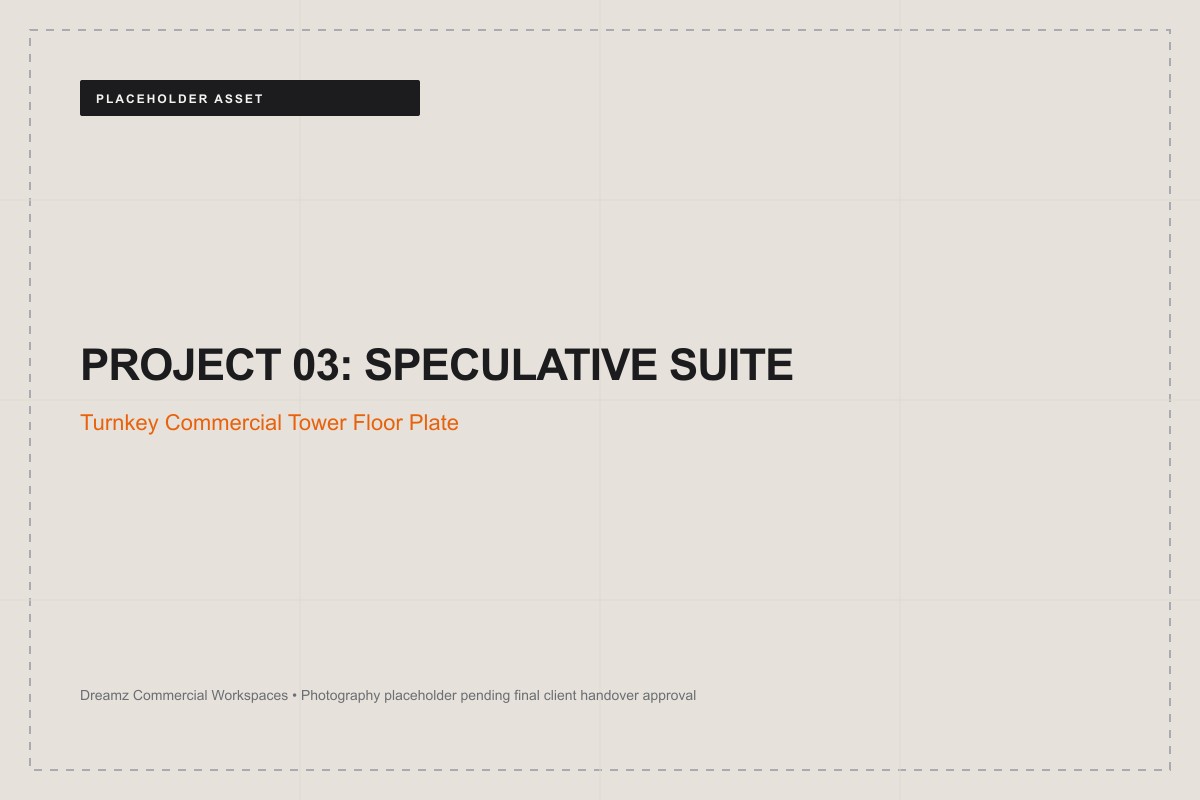 PLACEHOLDER ASSET
PROJECT 03: SPECULATIVE SUITE
Turnkey Commercial Tower Floor Plate
Dreamz Commercial Workspaces • Photography placeholder pending final client handover approval